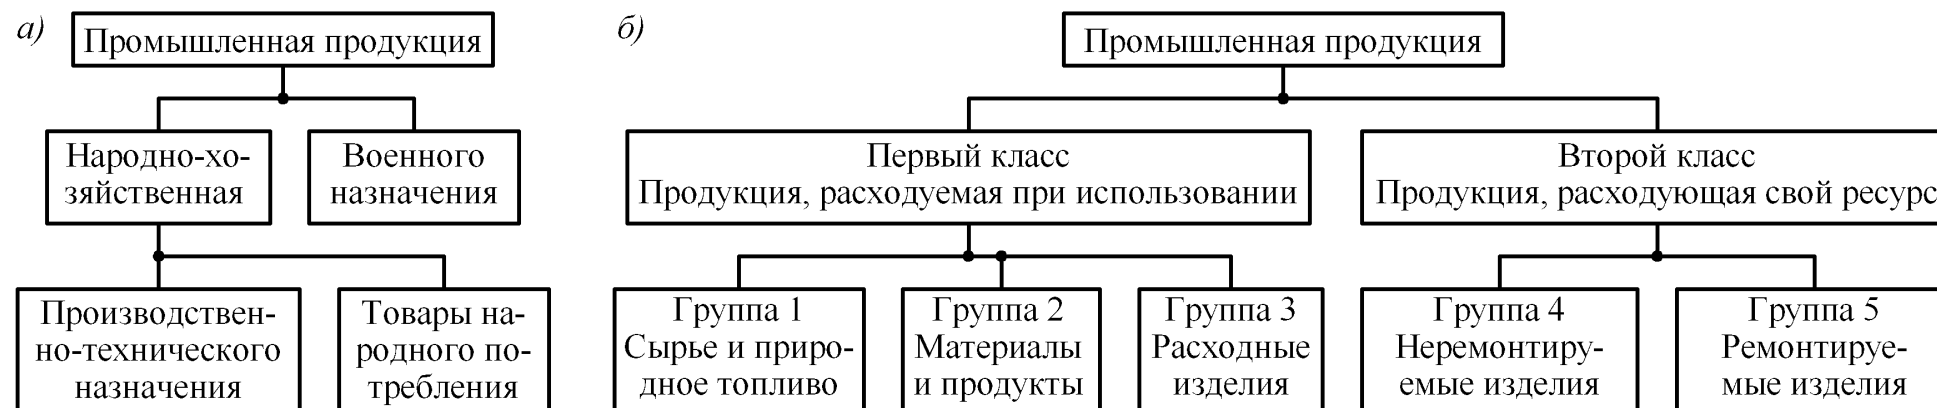 а)
Промышленная продукция
Народно-хо-
зяйственная
Военного
назначения
Производствен-
но-технического
назначения
Товары на-
родного по-
требления
б)
Промышленная продукция
Первый класс
Продукция, расходуемая при использовании
Второй класс
Продукция, расходующая свой ресурс
Группа 1
Сырье и приро-
дное топливо
Группа 2
Материалы
и продукты
Группа 3
Расходные
изделия
Группа 4
Неремонтиру-
емые изделия
Группа 5
Ремонтируе-
мые изделия